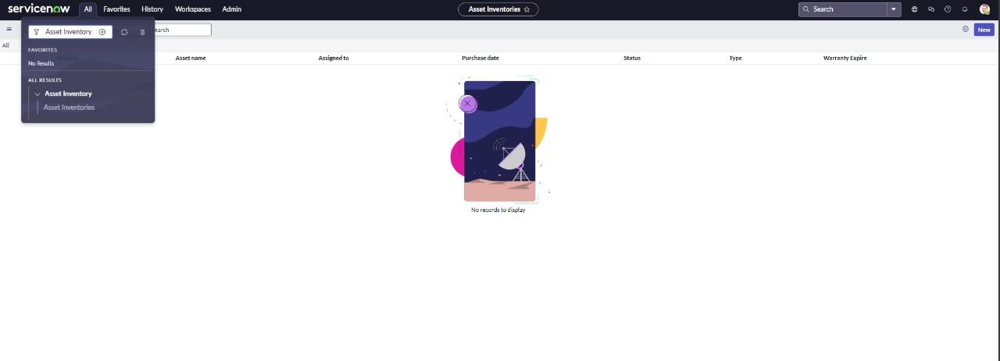 servicenow All Favorites History Workspaces Admin Asset Inventories Search
Asset Inventory earch New
All
FAVORITES
No Results
ALL RESULTS
Asset Inventory
Asset Inventories
Asset name Assigned to Purchase date Status Type Warranty Expire
No records to display